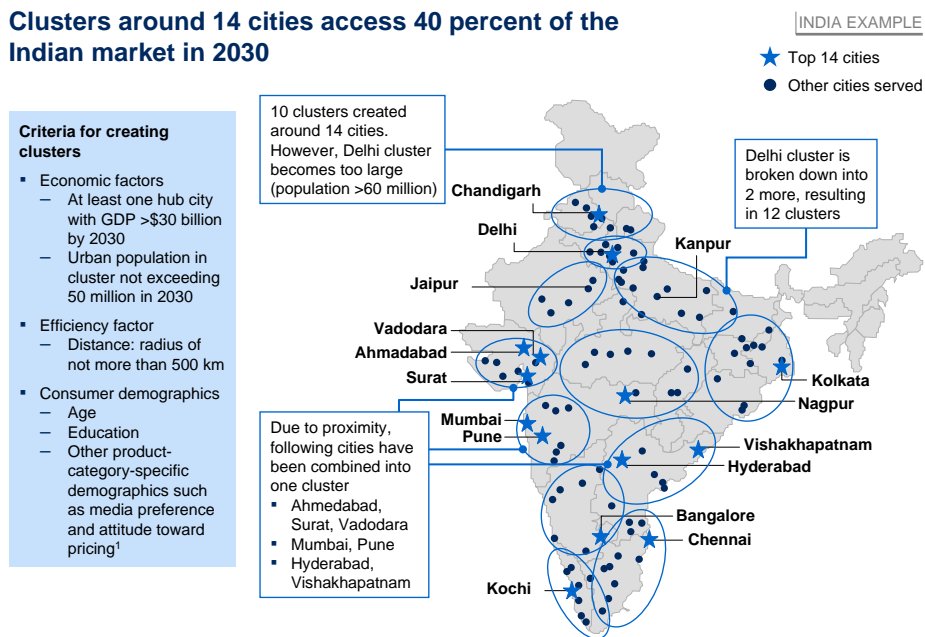 Clusters around 14 cities access 40 percent of the
Indian market in 2030
INDIA EXAMPLE
Top 14 cities
Other cities served
Criteria for creating
clusters
▪ Economic factors
– At least one hub city
with GDP >$30 billion
by 2030
– Urban population in
cluster not exceeding
50 million in 2030
▪ Efficiency factor
– Distance: radius of
not more than 500 km
▪ Consumer demographics
– Age
– Education
– Other product-
category-specific
demographics such
as media preference
and attitude toward
pricing1
10 clusters created
around 14 cities.
However, Delhi cluster
becomes too large
(population >60 million)
Delhi cluster is
broken down into
2 more, resulting
in 12 clusters
Chandigarh
Delhi
Kanpur
Jaipur
Vadodara
Ahmadabad
Surat
Kolkata
Nagpur
Mumbai
Pune
Vishakhapatnam
Hyderabad
Bangalore
Chennai
Kochi
Due to proximity,
following cities have
been combined into
one cluster
▪ Ahmedabad,
Surat, Vadodara
▪ Mumbai, Pune
▪ Hyderabad,
Vishakhapatnam